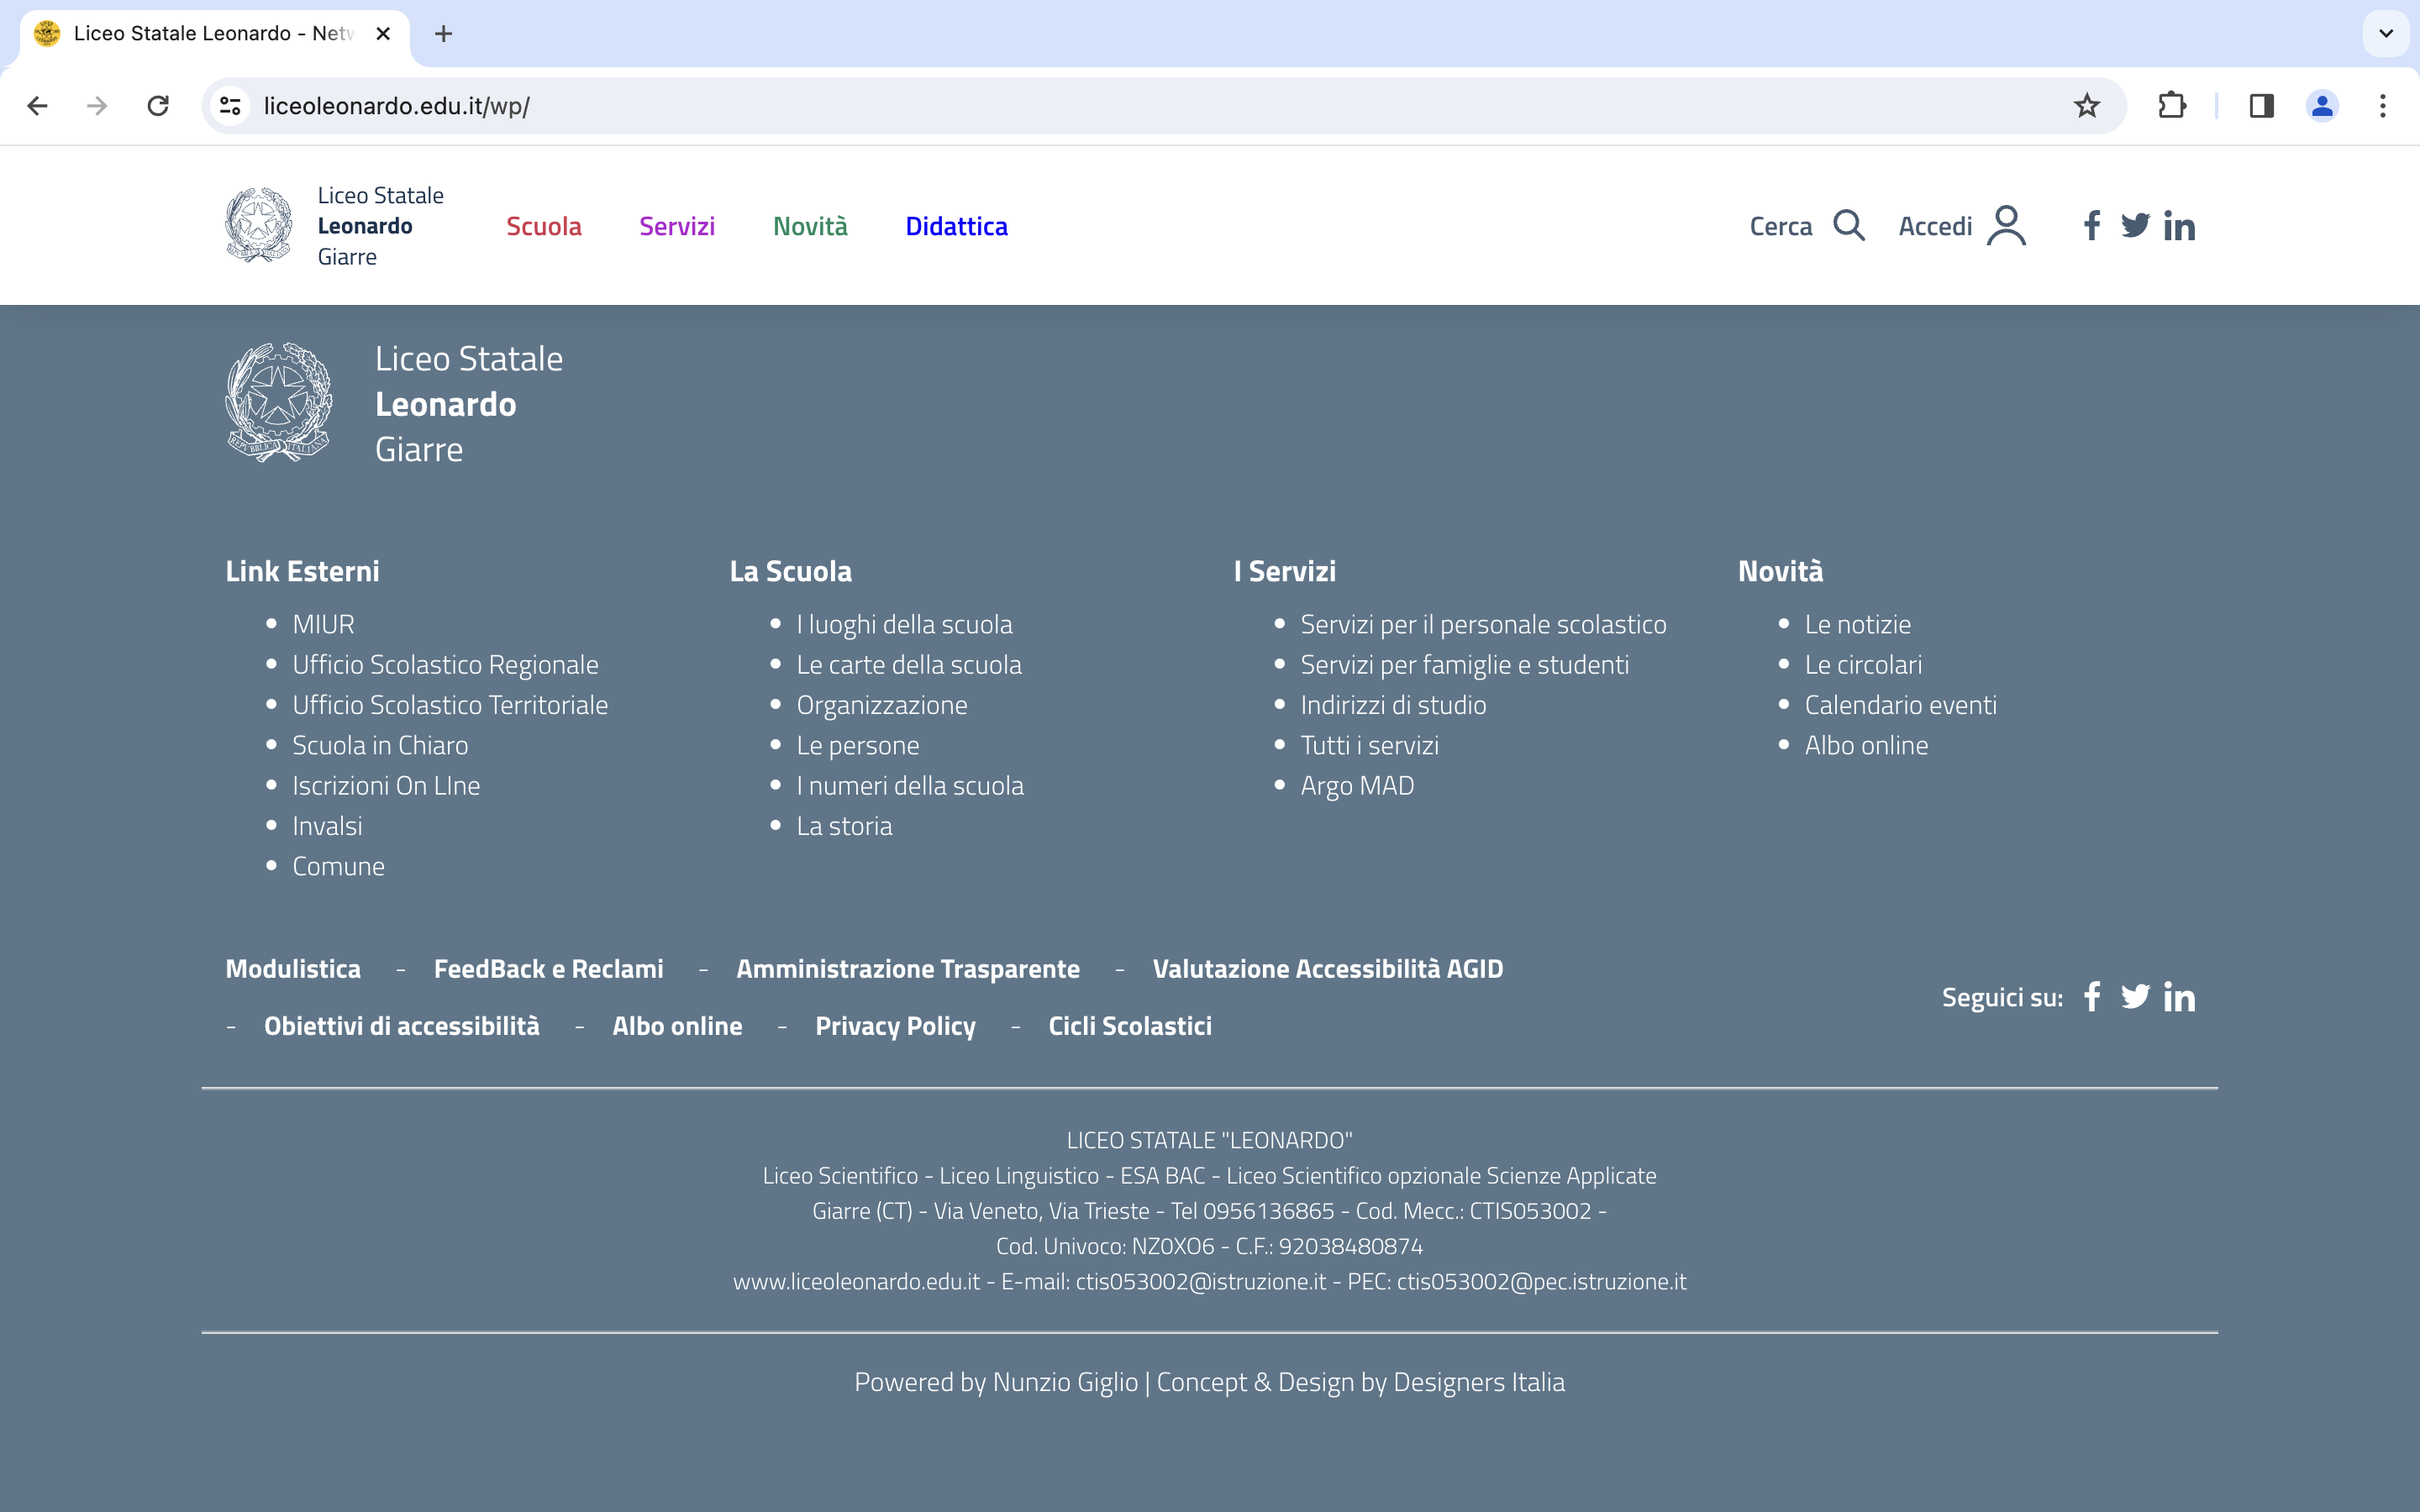 Liceo Statale Leonardo - Netw
liceoleonardo.edu.it/wp/
Liceo Statale
Leonardo
Giarre
Scuola
Servizi
Novità
Didattica
Cerca
Accedi
Liceo Statale
Leonardo
Giarre
REPVBBLICA ITALIANA
Link Esterni
MIUR
Ufficio Scolastico Regionale
Ufficio Scolastico Territoriale
Scuola in Chiaro
Iscrizioni On LIne
Invalsi
Comune
La Scuola
I luoghi della scuola
Le carte della scuola
Organizzazione
Le persone
I numeri della scuola
La storia
I Servizi
Servizi per il personale scolastico
Servizi per famiglie e studenti
Indirizzi di studio
Tutti i servizi
Argo MAD
Novità
Le notizie
Le circolari
Calendario eventi
Albo online
Modulistica - FeedBack e Reclami - Amministrazione Trasparente - Valutazione Accessibilità AGID
- Obiettivi di accessibilità - Albo online - Privacy Policy - Cicli Scolastici
Seguici su:
LICEO STATALE "LEONARDO"
Liceo Scientifico - Liceo Linguistico - ESA BAC - Liceo Scientifico opzionale Scienze Applicate
Giarre (CT) - Via Veneto, Via Trieste - Tel 0956136865 - Cod. Mecc.: CTIS053002 -
Cod. Univoco: NZ0XO6 - C.F.: 92038480874
www.liceoleonardo.edu.it - E-mail: ctis053002@istruzione.it - PEC: ctis053002@pec.istruzione.it
Powered by Nunzio Giglio | Concept & Design by Designers Italia